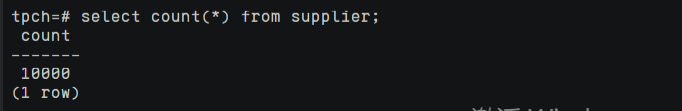 tpch=# select count(*) from supplier;
count
-------
10000
(1 row)